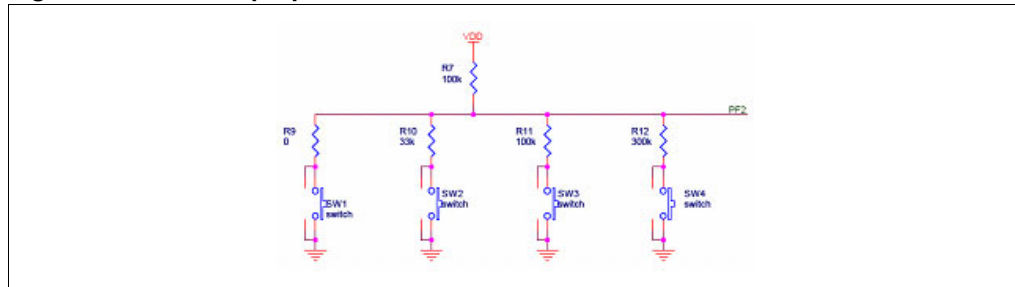 VDD
R7
100k
PF2
R9
0
R10
33k
R11
100k
R12
300k
SW1
switch
SW2
switch
SW3
switch
SW4
switch